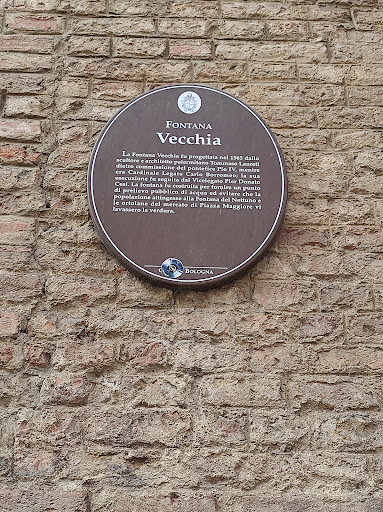 FONTANA
Vecchia
La Fontana Vecchia fu progettata nel 1563 dallo
scultore e architetto palermitano Tommaso Laureti
dietro commissione del pontefice Pio IV, mentre
era Cardinale Legato Carlo Borromeo; la sua
esecuzione fu seguita dal Vicelegato Pier Donato
Cesi. La fontana fu costruita per fornire un punto
di prelievo pubblico di acqua ed evitare che la
popolazione attingesse alla Fontana del Nettuno e
le ortolane del mercato di Piazza Maggiore vi
lavassero la verdura.
BOLOGNA